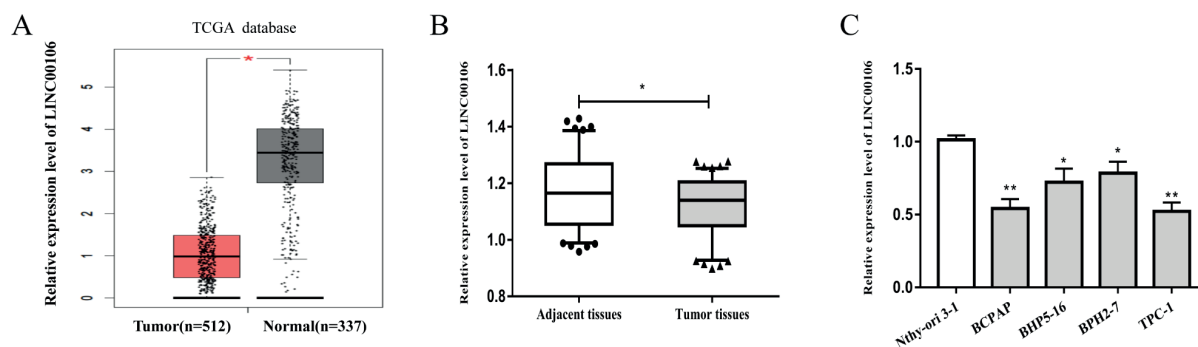 A
TCGA database
Relative expression level of LINC00106
*
5
4
3
2
1
0
Tumor(n=512)
Normal(n=337)
B
Relative expression level of LINC00106
*
1.6
1.4
1.2
1.0
0.8
Adjacent tissues
Tumor tissues
C
Relative expression level of LINC00106
1.5
1.0
0.5
0.0
**
*
*
**
Nthy-ori 3-1
BCPAP
BHP5-16
BPH2-7
TPC-1